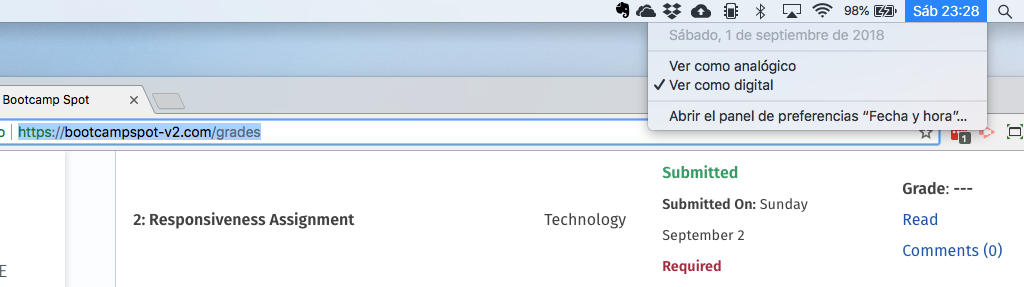 98% Sáb 23:28
Sábado, 1 de septiembre de 2018
Ver como analógico
✓ Ver como digital
Abrir el panel de preferencias “Fecha y hora”...
Bootcamp Spot
o | https://bootcampspot-v2.com/grades
1
Submitted
2: Responsiveness Assignment
Technology
Submitted On: Sunday
September 2
Required
Grade: ---
Read
Comments (0)
E